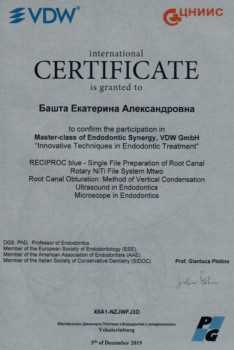 VDW
ЦНИИС
international
CERTIFICATE
is granted to
Башта Екатерина Александровна
to confirm the participation in
Master-class of Endodontic Synergy, VDW GmbH
"Innovative Techniques in Endodontic Treatment"
RECIPROC blue - Single File Preparation of Root Canal
Rotary NiTi File System Mtwo
Root Canal Obturation: Method of Vertical Condensation
Ultrasound in Endodontics
Microscope in Endodontics
DDS, PhD, Professor of Endodontics
Member of the European Society of Endodontology (ESE),
Member of the American Association of Endodontists (AAE),
Member of the Italian Society of Conservative Dentistry (SIDOC)
Prof. Gianluca Plotino
X5A1-NZJWFJ3D
Yekaterinburg
5th of December 2019
PG